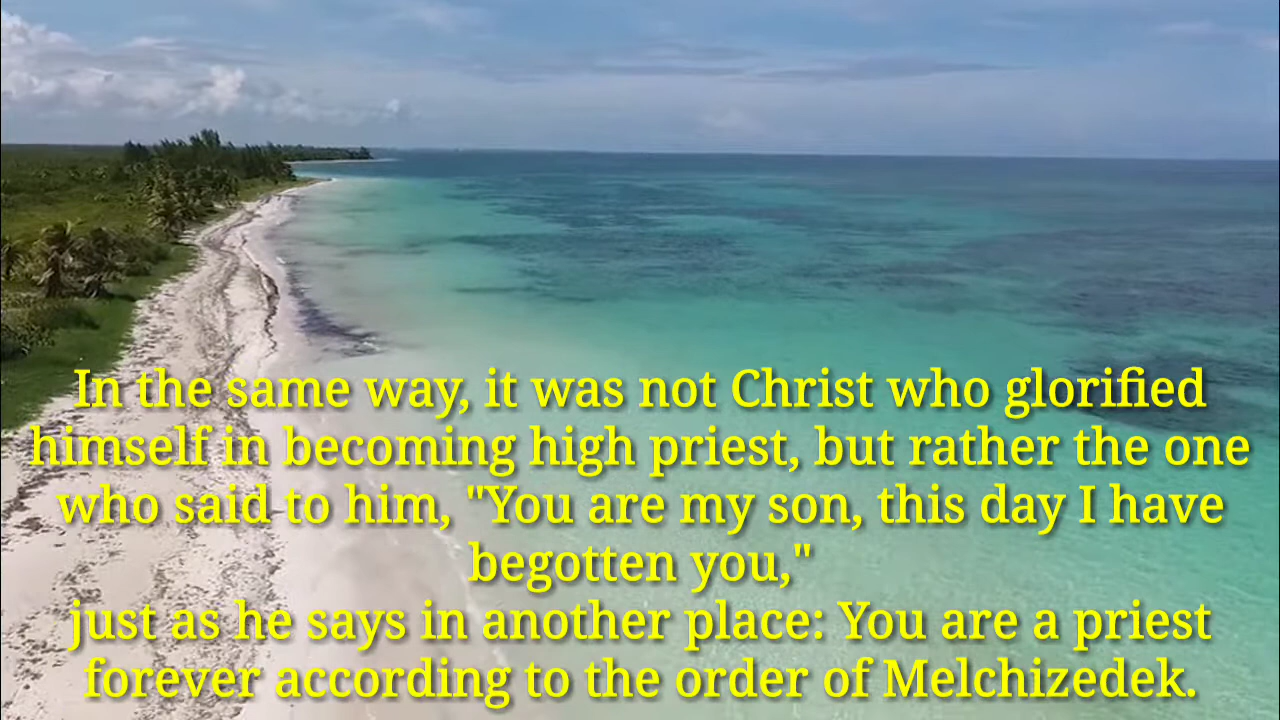 In the same way, it was not Christ who glorified
himself in becoming high priest, but rather the one
who said to him, "You are my son, this day I have
begotten you,"
just as he says in another place: You are a priest
forever according to the order of Melchizedek.